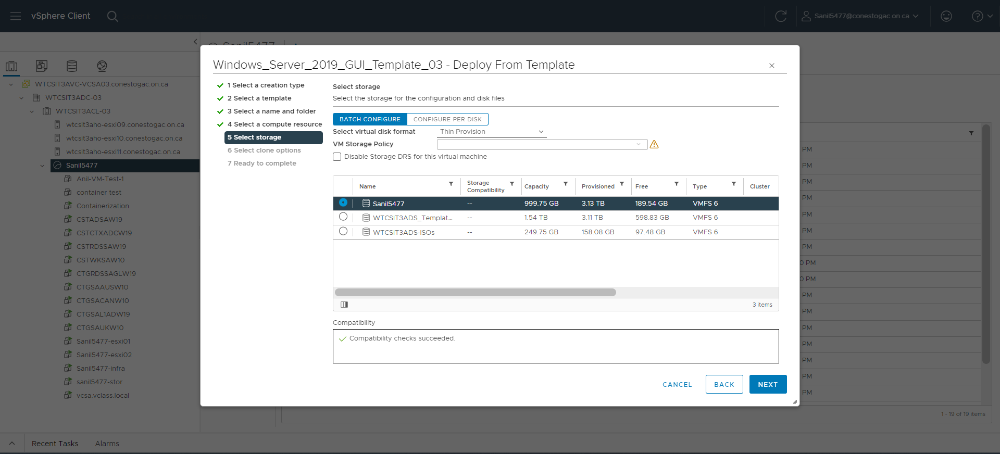 vSphere Client
Sanil5477@conestogac.on.ca
Windows_Server_2019_GUI_Template_03 - Deploy From Template
WTCSIT3AVC-VCSA03.conestogac.on.ca
WTCSIT3ADC-03
WTCSIT3ACL-03
wtcsit3aho-esxi09.conestogac.on.ca
wtcsit3aho-esxi10.conestogac.on.ca
wtcsit3aho-esxi11.conestogac.on.ca
Sanil5477
Anil-VM-Test-1
container test
Containerization
CSTADSAW19
CSTCTXADCW19
CSTRDSSAW19
CSTWKSAW10
CTGRDSSAGLW19
CTGSAAUSW10
CTGSACANW10
CTGSAL1ADW19
CTGSAUKW10
Sanil5477-esxi01
Sanil5477-esxi02
Sanil5477-infra
sanil5477-stor
vcsa.vclass.local
1 Select a creation type
2 Select a template
3 Select a name and folder
4 Select a compute resource
5 Select storage
6 Select clone options
7 Ready to complete
Select storage
Select the storage for the configuration and disk files
BATCH CONFIGURE CONFIGURE PER DISK
Select virtual disk format Thin Provision
VM Storage Policy
Disable Storage DRS for this virtual machine
Name Storage Compatibility Capacity Provisioned Free Type Cluster
Sanil5477 -- 999.75 GB 3.13 TB 189.54 GB VMFS 6
WTCSIT3ADS_Templat... -- 1.54 TB 3.11 TB 598.83 GB VMFS 6
WTCSIT3ADS-ISOs -- 249.75 GB 158.08 GB 97.48 GB VMFS 6
3 items
Compatibility
Compatibility checks succeeded.
CANCEL BACK NEXT
PM
PM
PM
PM
PM
PM
PM
0 PM
0 PM
PM
PM
PM
PM
PM
PM
PM
1 - 19 of 19 items
Recent Tasks Alarms